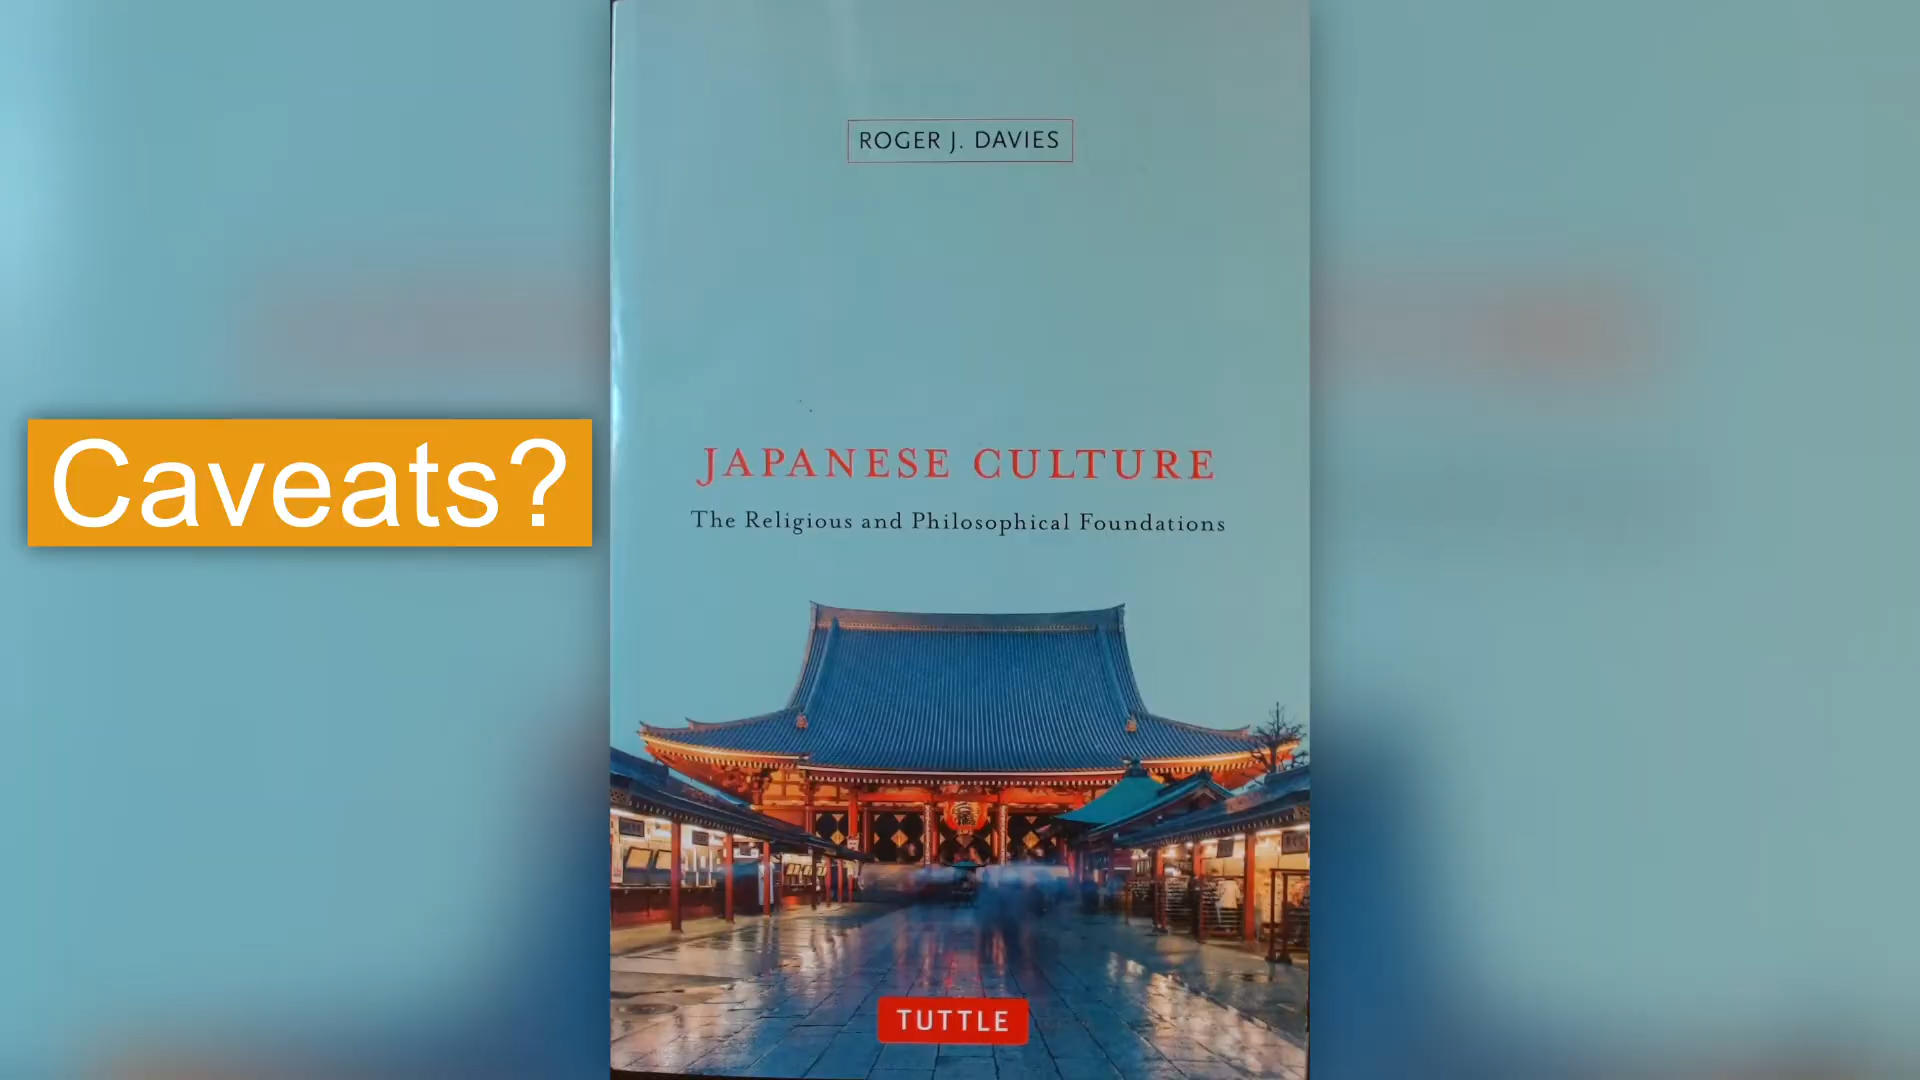 ROGER J. DAVIES
Caveats?
JAPANESE CULTURE
The Religious and Philosophical Foundations
TUTTLE